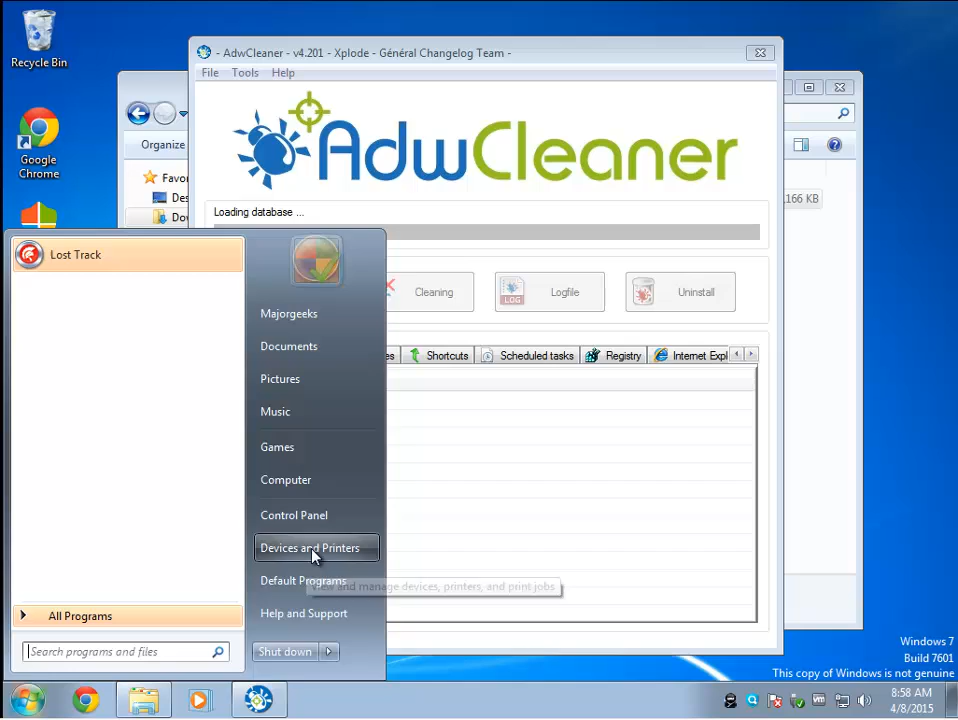 Recycle Bin
Google
Chrome
- AdwCleaner - v4.201 - Xplode - Général Changelog Team -
File Tools Help
AdwCleaner
Loading database ...
Cleaning
LOG
Logfile
Uninstall
Shortcuts
Scheduled tasks
Registry
Internet Expl
Organize
Favor
Des
Dow
166 KB
Lost Track
All Programs
Search programs and files
Majorgeeks
Documents
Pictures
Music
Games
Computer
Control Panel
Devices and Printers
Default Programs
View and manage devices, printers, and print jobs
Help and Support
Shut down
Windows 7
Build 7601
This copy of Windows is not genuine
8:58 AM
4/8/2015